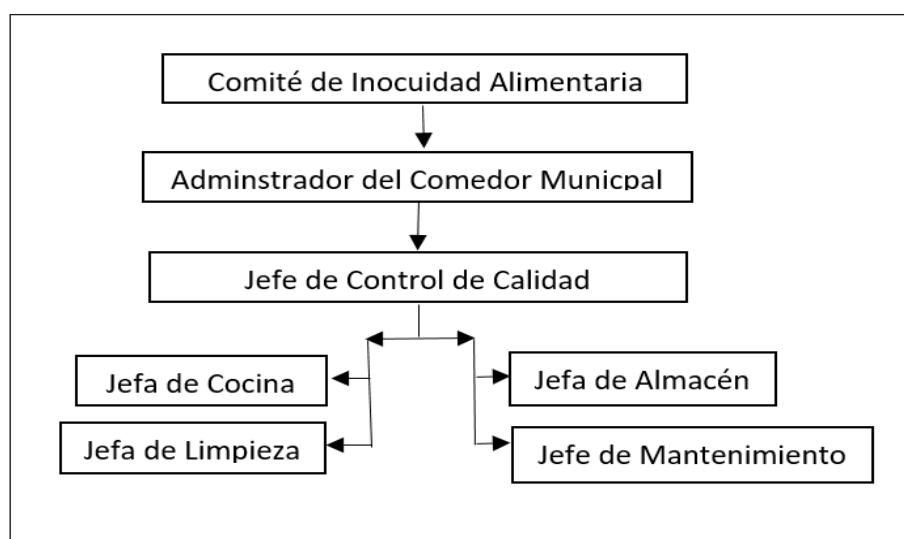 Comité de Inocuidad Alimentaria
Adminstrador del Comedor Municpal
Jefe de Control de Calidad
Jefa de Cocina
Jefa de Almacén
Jefa de Limpieza
Jefe de Mantenimiento